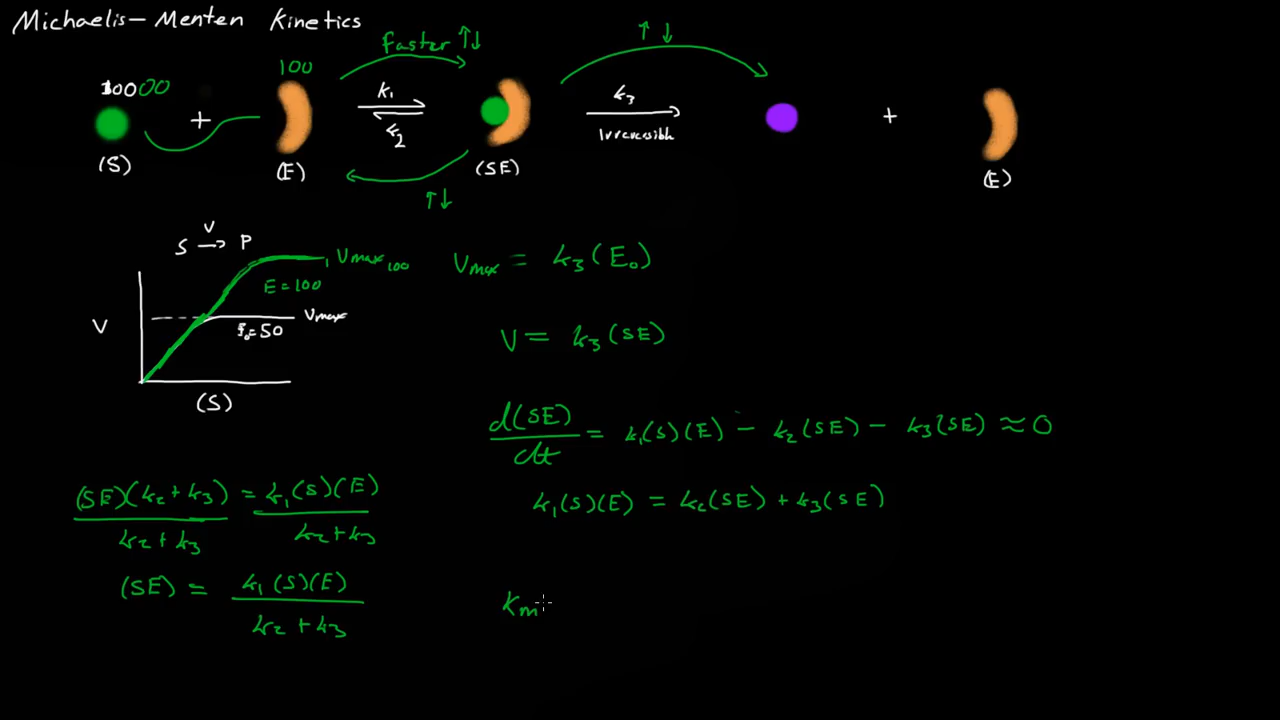 Michaelis-Menten Kinetics
faster ↑↓
↑ ↓
10000
100
k₁
k₃
(S) + (E)
k₂
(SE)
Irreversible
+
(E)
↑↓
S →V P
Vmax₁₀₀
E = 100
Vmax
E₀=50
V
(S)
Vmax = k₃(E₀)
V = k₃(SE)
d(SE)/dt = k₁(S)(E) - k₂(SE) - k₃(SE) ≈ 0
k₁(S)(E) = k₂(SE) + k₃(SE)
(SE)(k₂+k₃)/k₂+k₃ = k₁(S)(E)/k₂+k₃
(SE) = k₁(S)(E)/k₂+k₃
Km